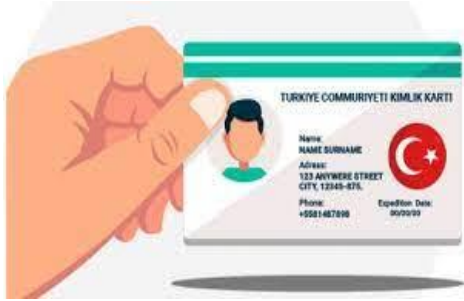 TURKIYE COMMURIYETI KIMLIK KARTI
Name:
NAME SURNAME
Adress:
123 ANYWERE STREET
CITY, 12345-675.
Phone:
+5581467898
Expedition Date:
00/00/00